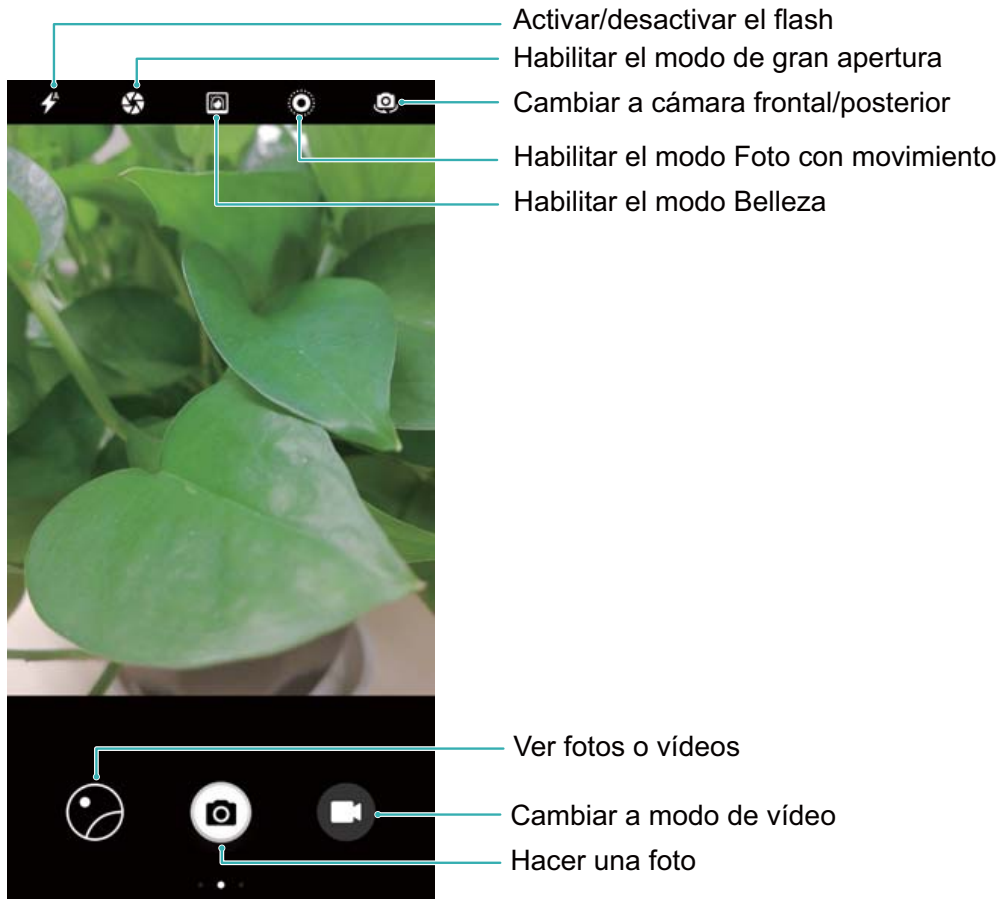 Activar/desactivar el flash
Habilitar el modo de gran apertura
Cambiar a cámara frontal/posterior
Habilitar el modo Foto con movimiento
Habilitar el modo Belleza
Ver fotos o vídeos
Cambiar a modo de vídeo
Hacer una foto